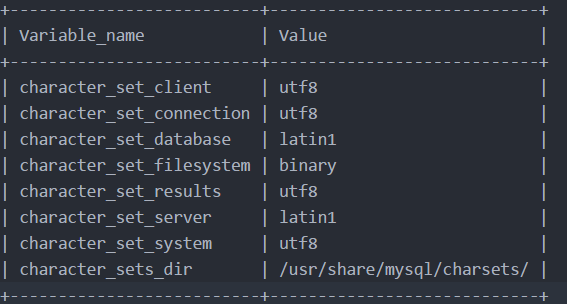 +--------------------------+----------------------------+
| Variable_name            | Value                      |
+--------------------------+----------------------------+
| character_set_client     | utf8                       |
| character_set_connection | utf8                       |
| character_set_database   | latin1                     |
| character_set_filesystem | binary                     |
| character_set_results    | utf8                       |
| character_set_server     | latin1                     |
| character_set_system     | utf8                       |
| character_sets_dir       | /usr/share/mysql/charsets/ |
+--------------------------+----------------------------+